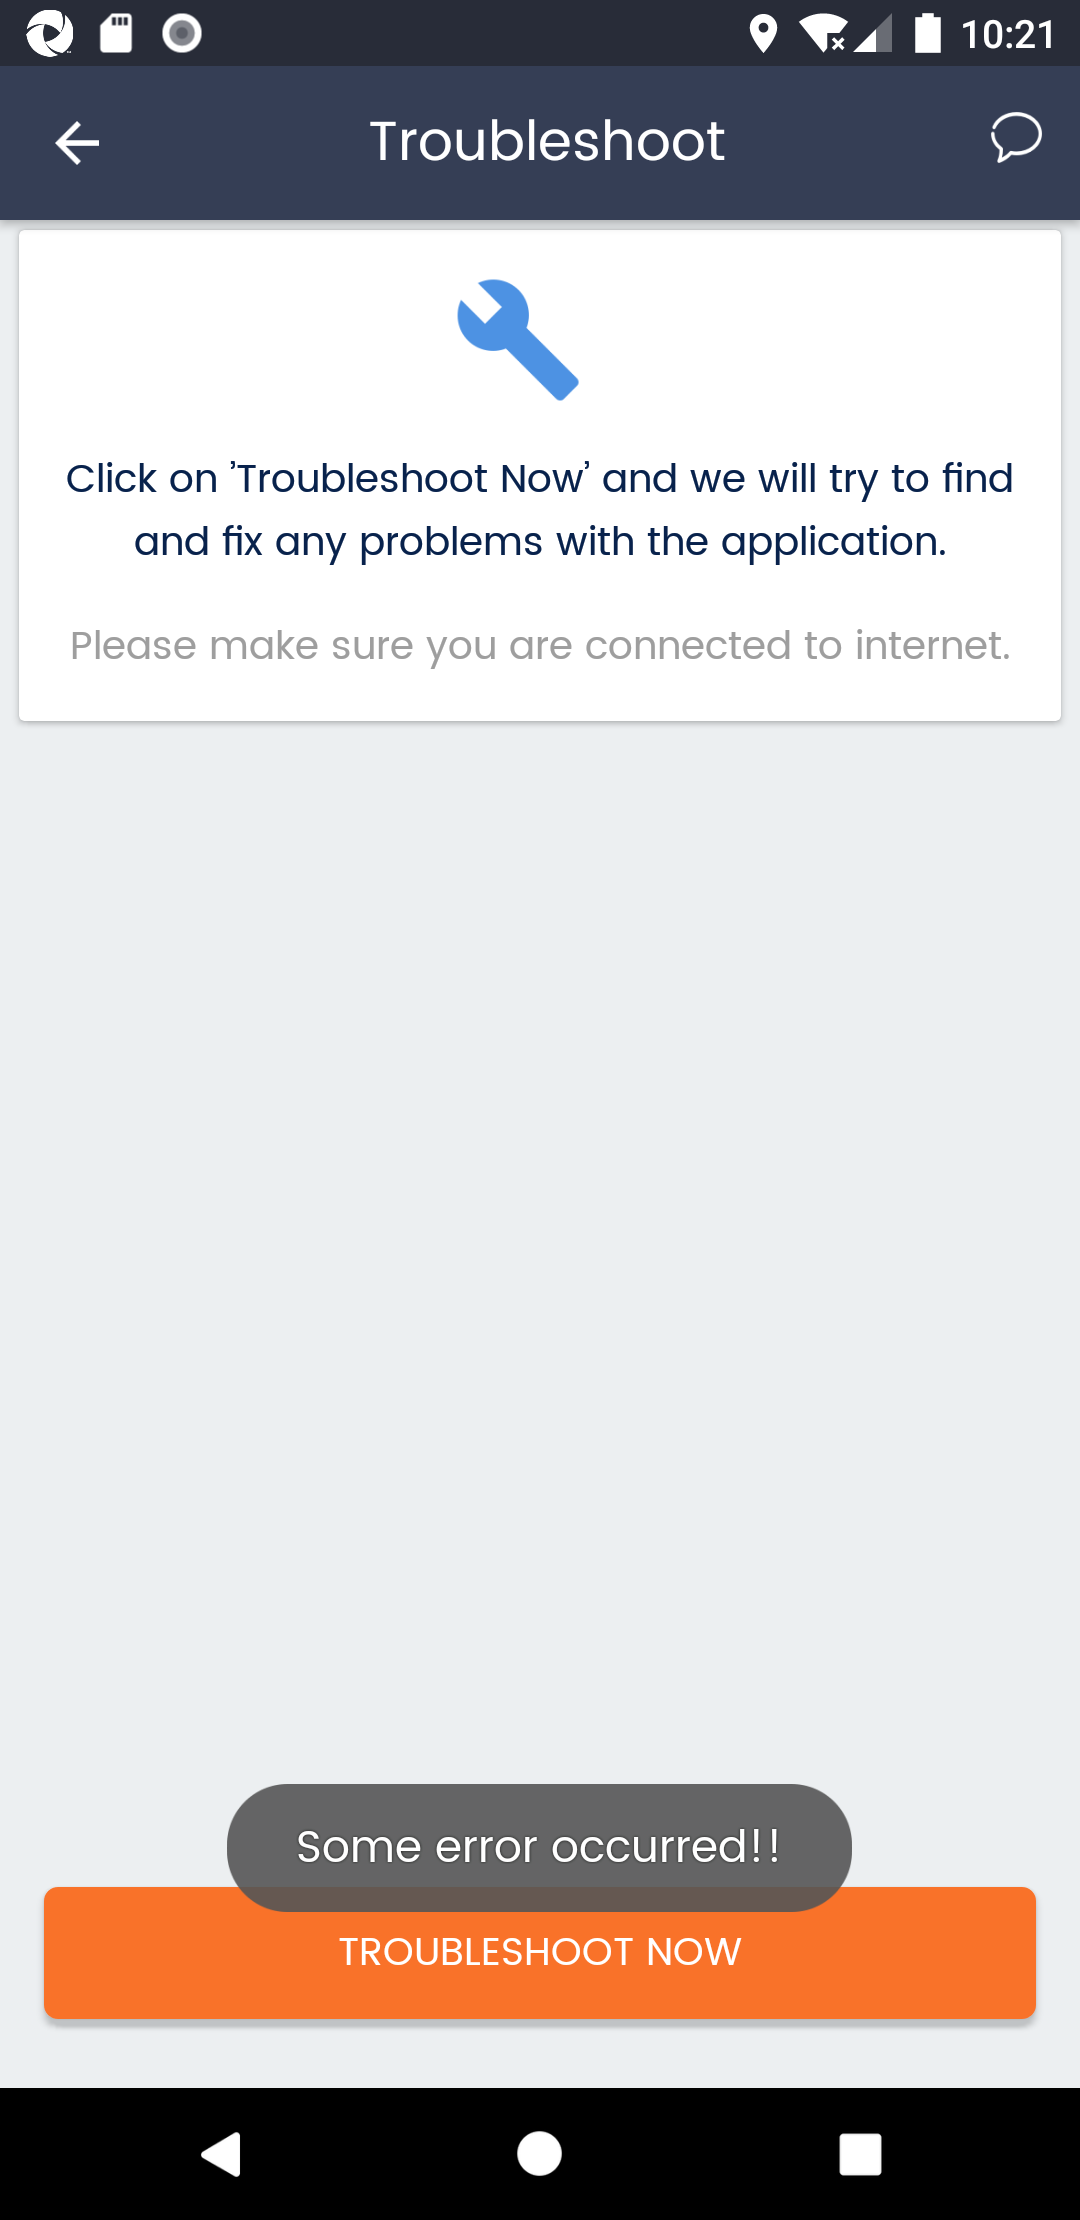 10:21
Troubleshoot
Click on 'Troubleshoot Now' and we will try to find
and fix any problems with the application.
Please make sure you are connected to internet.
Some error occurred!!
TROUBLESHOOT NOW